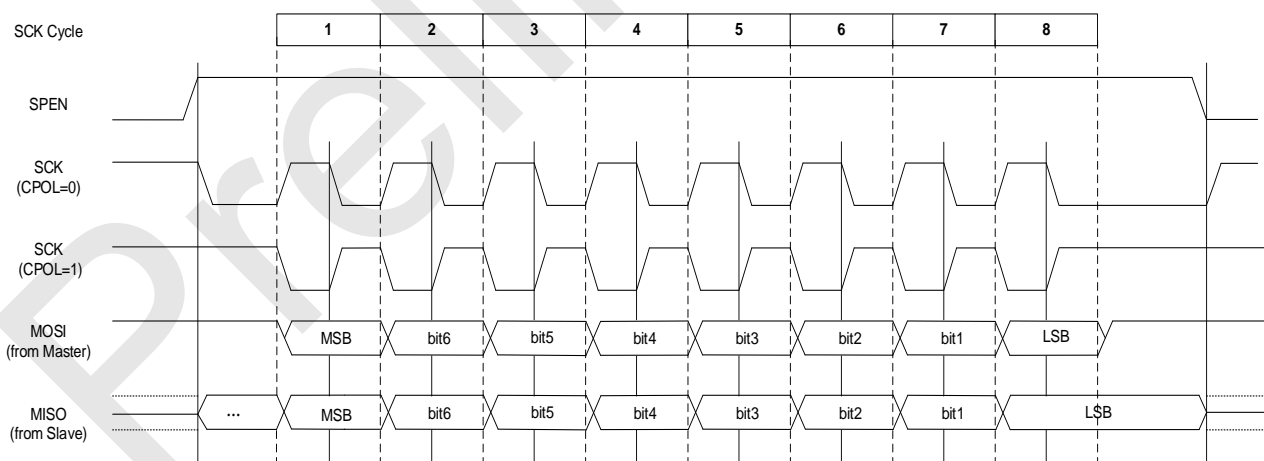 SCK Cycle 1 2 3 4 5 6 7 8
SPEN
SCK
(CPOL=0)
SCK
(CPOL=1)
MOSI
(from Master)
MSB bit6 bit5 bit4 bit3 bit2 bit1 LSB
MISO
(from Slave)
... MSB bit6 bit5 bit4 bit3 bit2 bit1 LSB